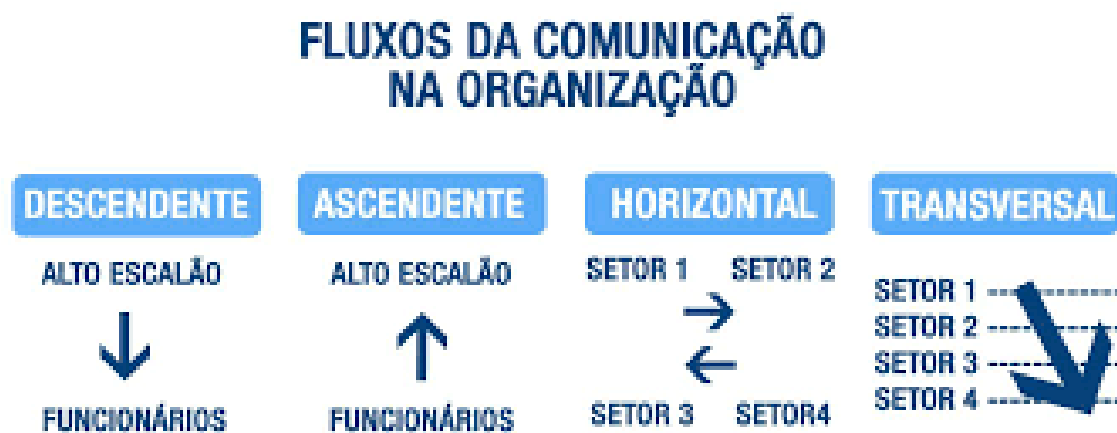 FLUXOS DA COMUNICAÇÃO
NA ORGANIZAÇÃO
DESCENDENTE
ALTO ESCALÃO
FUNCIONÁRIOS
ASCENDENTE
ALTO ESCALÃO
FUNCIONÁRIOS
HORIZONTAL
SETOR 1 SETOR 2
SETOR 3 SETOR4
TRANSVERSAL
SETOR 1
SETOR 2
SETOR 3
SETOR 4